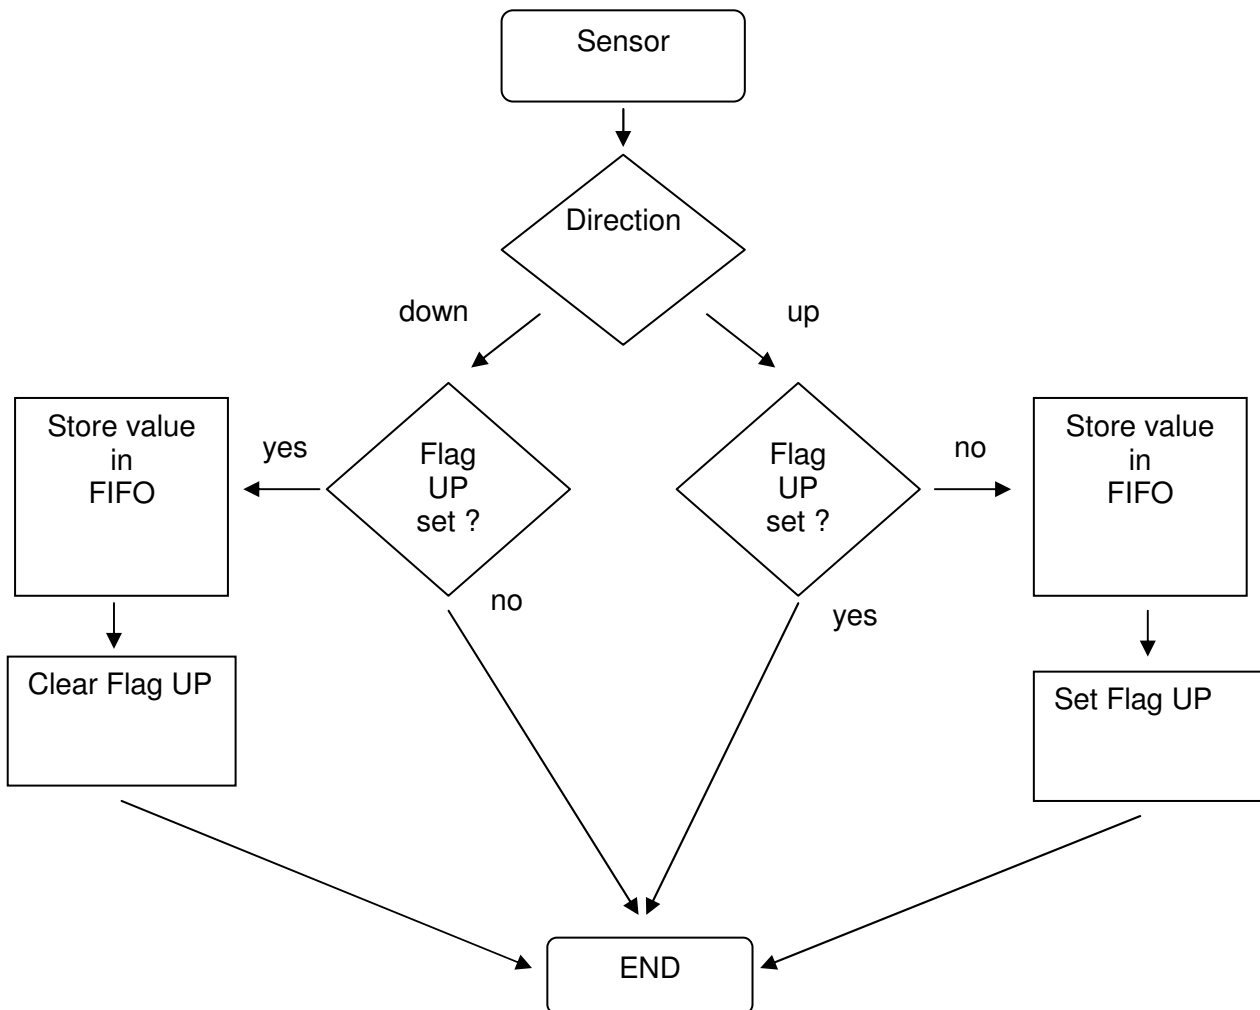 Sensor
Direction
down
up
Store value
in
FIFO
yes
Flag
UP
set ?
Flag
UP
set ?
no
Store value
in
FIFO
no
yes
Clear Flag UP
Set Flag UP
END